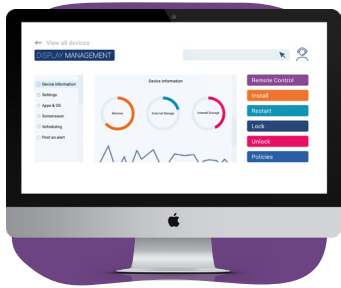 View all devices
DISPLAY MANAGEMENT
Device information
Settings
Apps & OS
Screensaver
Scheduling
Post an alert
Device information
Memory
External Storage
Internal Storage
Remote Control
Install
Restart
Lock
Unlock
Policies